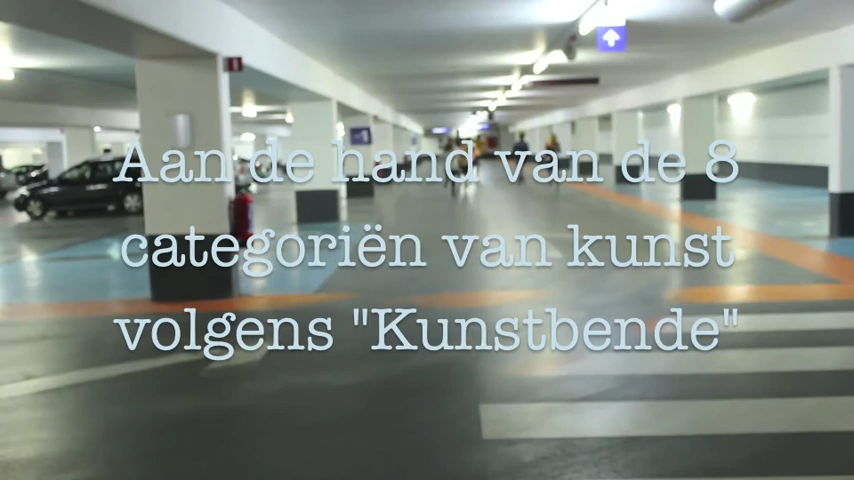 Aan de hand van de 8
categoriën van kunst
volgens "Kunstbende"